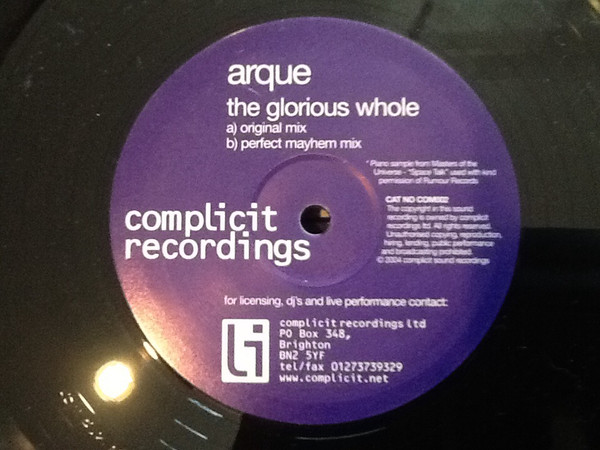 arque
the glorious whole
a) original mix
b) perfect mayhem mix
* Piano sample from Masters of the
Universe - "Space Talk" used with kind
permission of Rumour Records
CAT NO COM002
The copyright in this sound
recording is owned by complicit
recordings ltd. All rights reserved.
Unauthorised copying, reproduction,
hiring, lending, public performance
and broadcasting prohibited.
© 2004 complicit sound recordings
complicit
recordings
for licensing, dj's and live performance contact:
complicit recordings ltd
PO Box 348,
Brighton
BN2 5YF
tel/fax 01273739329
www.complicit.net